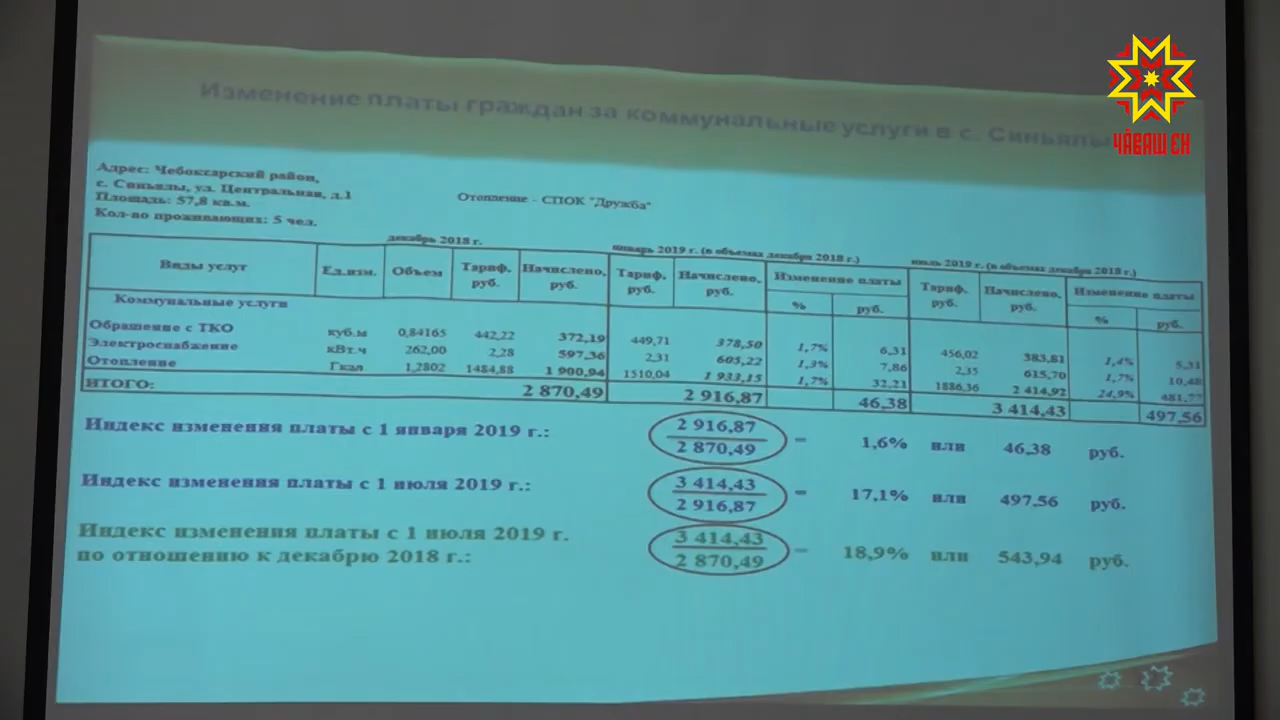 ЧӐВАШ ЕН
Изменение платы граждан за коммунальные услуги в с. Синьялы
Адрес: Чебоксарский район,
с. Синьялы, ул. Центральная, д.1
Площадь: 57,8 кв.м.
Кол-во проживающих: 5 чел.
Отопление - СПОК "Дружба"
декабрь 2018 г. январь 2019 г. (в объемах декабря 2018 г.) июль 2019 г. (в объемах декабря 2018 г.)
Виды услуг Ед.изм. Объем Тариф, руб. Начислено, руб. Тариф, руб. Начислено, руб. Изменение платы Тариф, руб. Начислено, руб. Изменение платы
% руб. % руб.
Коммунальные услуги
Обращение с ТКО куб.м 0,84165 442,22 372,19 449,71 378,50 1,7% 6,31 456,02 383,81 1,4% 5,31
Электроснабжение кВт.ч 262,00 2,28 597,36 2,31 605,22 1,3% 7,86 2,35 615,70 1,7% 10,48
Отопление Гкал 1,2802 1484,88 1 900,94 1510,04 1 933,15 1,7% 32,21 1886,36 2 414,92 24,9% 481,77
ИТОГО: 2 870,49 2 916,87 46,38 3 414,43 497,56
Индекс изменения платы с 1 января 2019 г.: 2 916,87 / 2 870,49 = 1,6% или 46,38 руб.
Индекс изменения платы с 1 июля 2019 г.: 3 414,43 / 2 916,87 = 17,1% или 497,56 руб.
Индекс изменения платы с 1 июля 2019 г.
по отношению к декабрю 2018 г.: 3 414,43 / 2 870,49 = 18,9% или 543,94 руб.